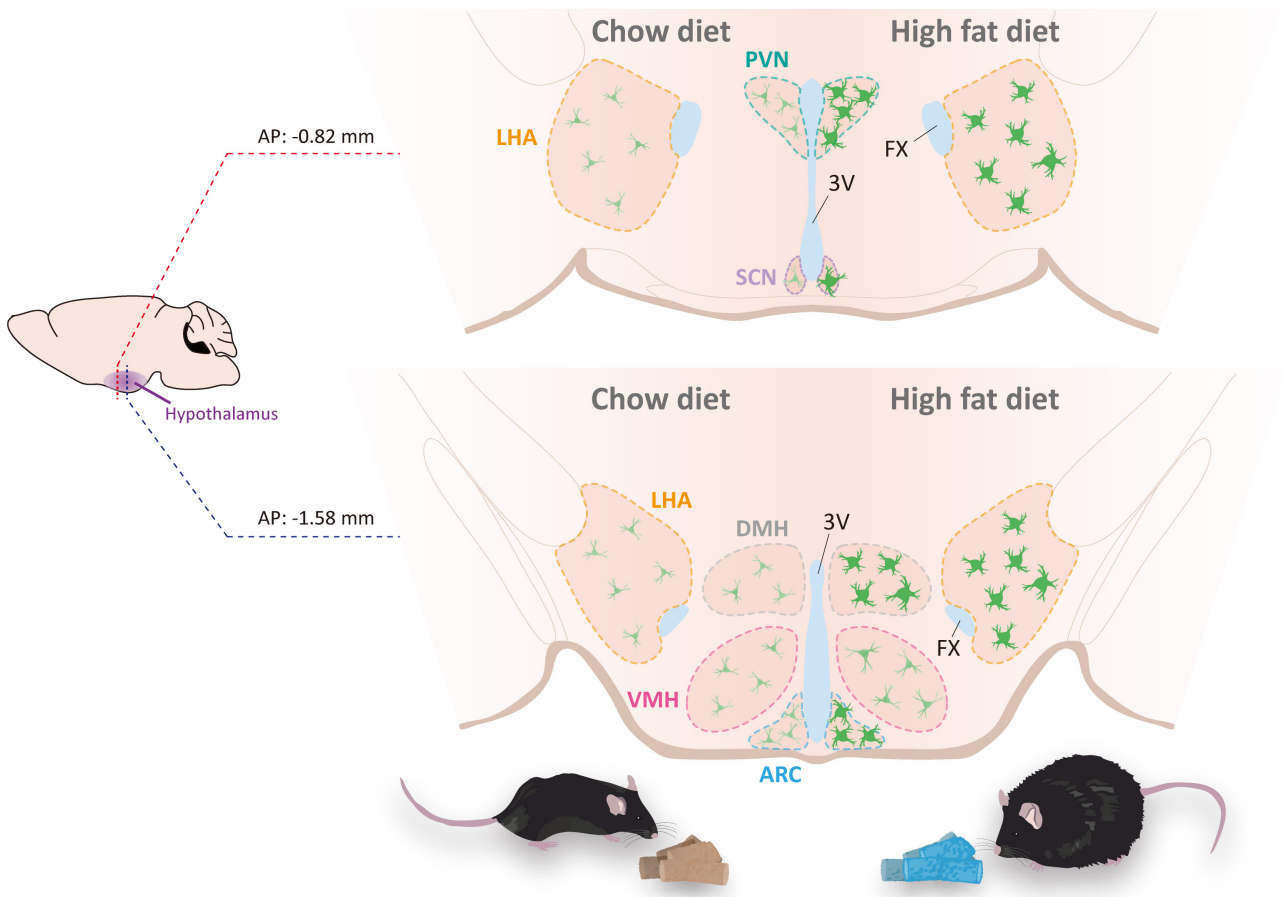 Chow diet
High fat diet
PVN
LHA
FX
AP: -0.82 mm
3V
SCN
Hypothalamus
Chow diet
High fat diet
LHA
AP: -1.58 mm
DMH
3V
FX
VMH
ARC